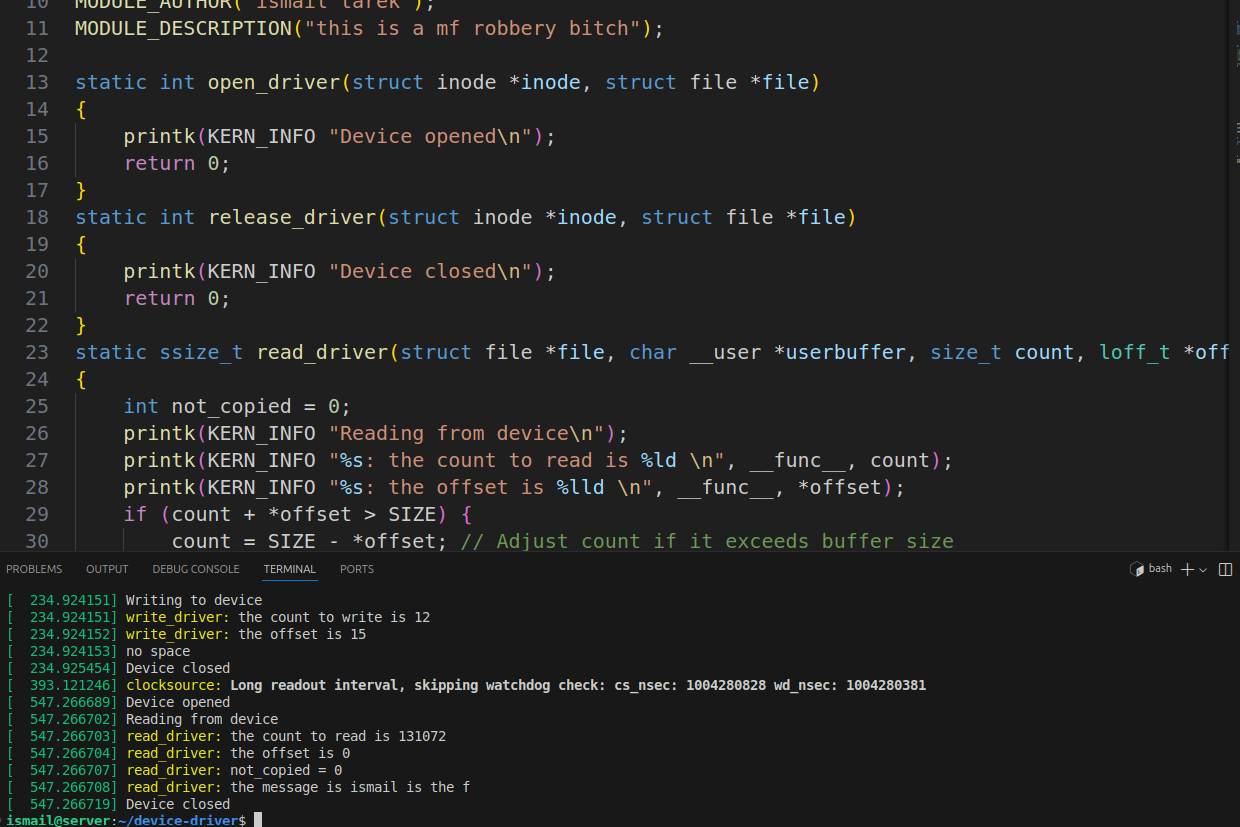 10 MODULE_AUTHOR("ismail tarek");
11 MODULE_DESCRIPTION("this is a mf robbery bitch");
12
13 static int open_driver(struct inode *inode, struct file *file)
14 {
15 printk(KERN_INFO "Device opened\n");
16 return 0;
17 }
18 static int release_driver(struct inode *inode, struct file *file)
19 {
20 printk(KERN_INFO "Device closed\n");
21 return 0;
22 }
23 static ssize_t read_driver(struct file *file, char __user *userbuffer, size_t count, loff_t *off
24 {
25 int not_copied = 0;
26 printk(KERN_INFO "Reading from device\n");
27 printk(KERN_INFO "%s: the count to read is %ld \n", __func__, count);
28 printk(KERN_INFO "%s: the offset is %lld \n", __func__, *offset);
29 if (count + *offset > SIZE) {
30 count = SIZE - *offset; // Adjust count if it exceeds buffer size
PROBLEMS OUTPUT DEBUG CONSOLE TERMINAL PORTS bash
[ 234.924151] Writing to device
[ 234.924151] write_driver: the count to write is 12
[ 234.924152] write_driver: the offset is 15
[ 234.924153] no space
[ 234.925454] Device closed
[ 393.121246] clocksource: Long readout interval, skipping watchdog check: cs_nsec: 1004280828 wd_nsec: 1004280381
[ 547.266689] Device opened
[ 547.266702] Reading from device
[ 547.266703] read_driver: the count to read is 131072
[ 547.266704] read_driver: the offset is 0
[ 547.266707] read_driver: not_copied = 0
[ 547.266708] read_driver: the message is ismail is the f
[ 547.266719] Device closed
ismail@server:~/device-driver$